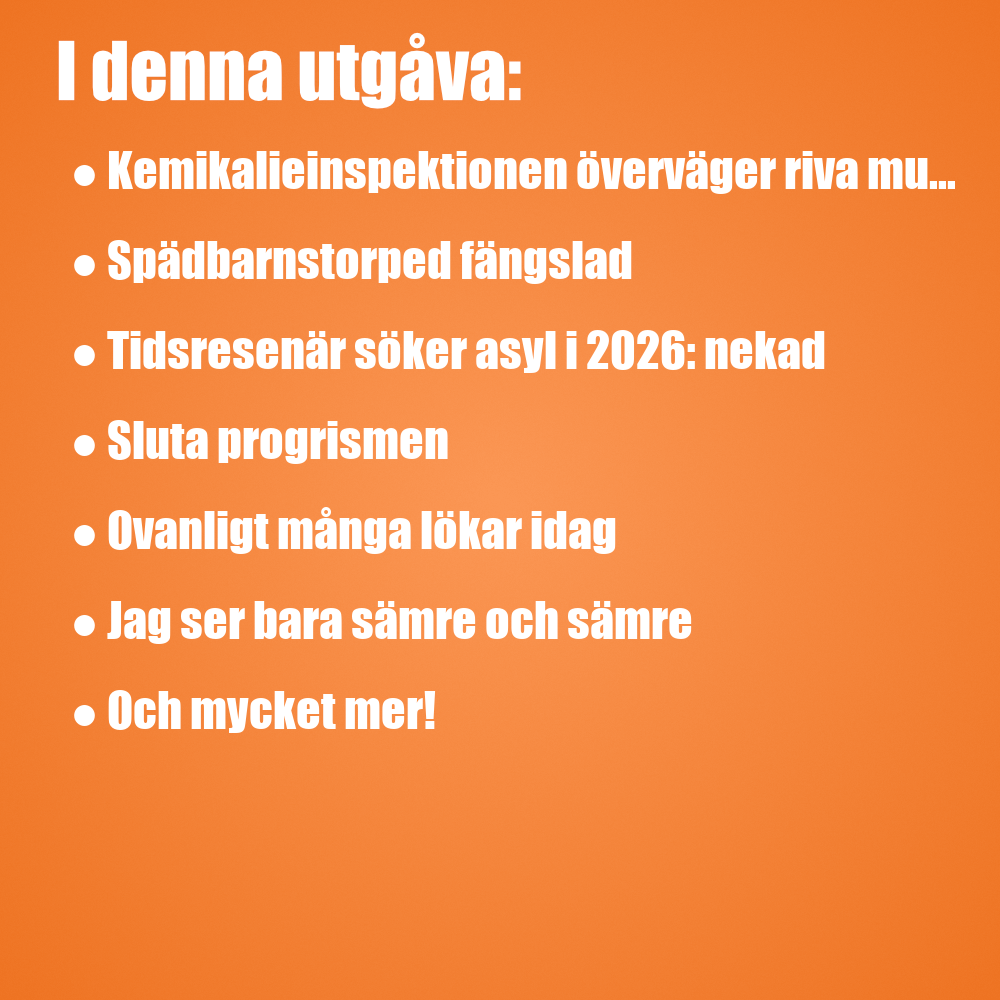 I denna utgåva:
• Kemikalieinspektionen överväger riva mu...
• Spädbarnstorped fängslad
• Tidsresenär söker asyl i 2026: nekad
• Sluta progrismen
• Ovanligt många lökar idag
• Jag ser bara sämre och sämre
• Och mycket mer!